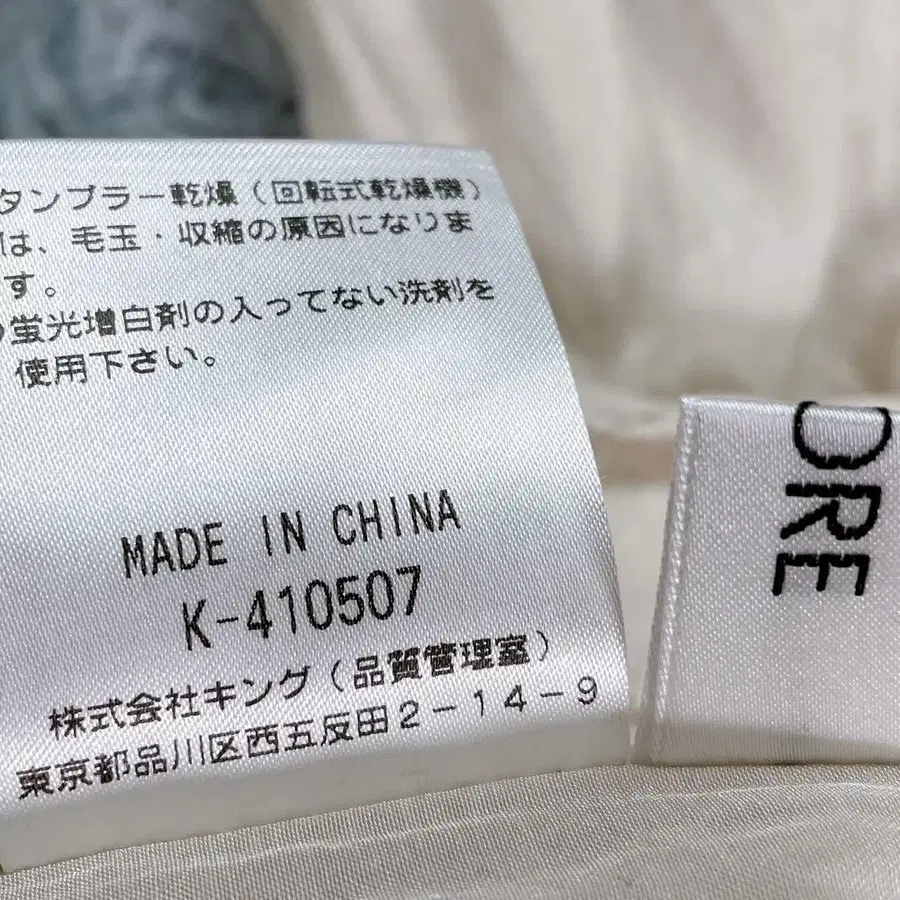 タンブラー乾燥(回転式乾燥機)
は、毛玉・収縮の原因になりま
す。
蛍光増白剤の入ってない洗剤を
使用下さい。
MADE IN CHINA
K-410507
株式会社キング(品質管理室)
東京都品川区西五反田2-14-9
DRE